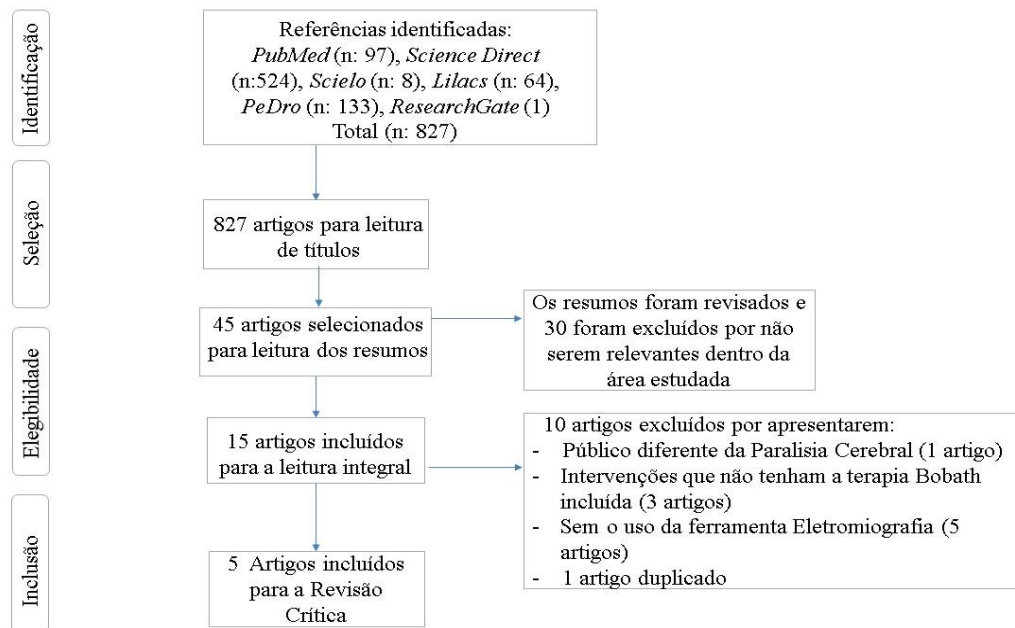 Identificação
Referências identificadas:
PubMed (n: 97), Science Direct
(n:524), Scielo (n: 8), Lilacs (n: 64),
PeDro (n: 133), ResearchGate (1)
Total (n: 827)
Seleção
827 artigos para leitura
de títulos
45 artigos selecionados
para leitura dos resumos
Os resumos foram revisados e
30 foram excluídos por não
serem relevantes dentro da
área estudada
Elegibilidade
15 artigos incluídos
para a leitura integral
10 artigos excluídos por apresentarem:
- Público diferente da Paralisia Cerebral (1 artigo)
- Intervenções que não tenham a terapia Bobath
incluída (3 artigos)
- Sem o uso da ferramenta Eletromiografia (5
artigos)
- 1 artigo duplicado
Inclusão
5 Artigos incluídos
para a Revisão
Crítica